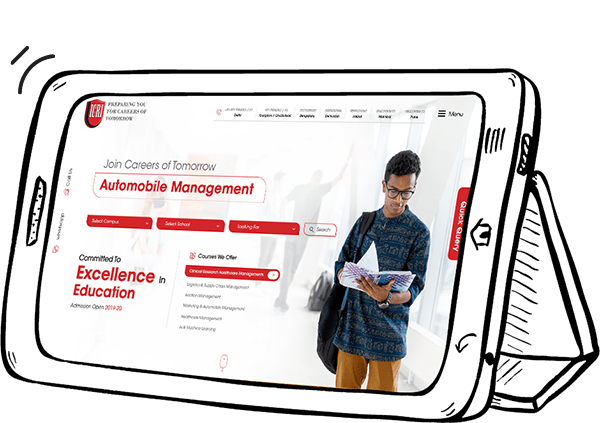 ICRI
PREPARING YOU
FOR CAREERS OF
TOMORROW
Delhi
Bengaluru
Dehradun
Jaipur
Mumbai
Pune
Menu
Call Us
whatsapp
Join Careers of Tomorrow
Automobile Management
Select Campus
Select School
Looking For
Search
Quick Query
Committed To
Excellence in
Education
Admission Open 2019-20
Courses We Offer
Clinical Research Healthcare Management
Logistics & Supply Chain Management
Aviation Management
Marketing & Automobile Management
Healthcare Management
AI & Machine Learning